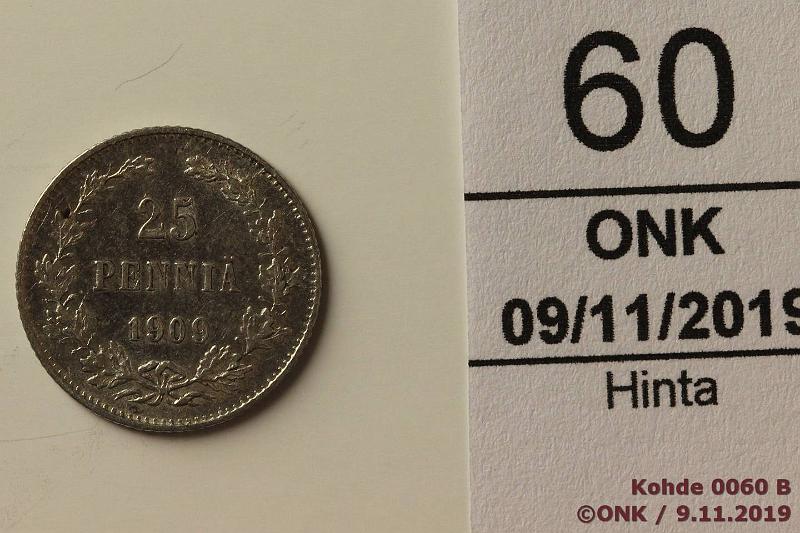 25
PENNIÄ
1909
60
ONK
09/11/2019
Hinta
Kohde 0060 B
©ONK / 9.11.2019